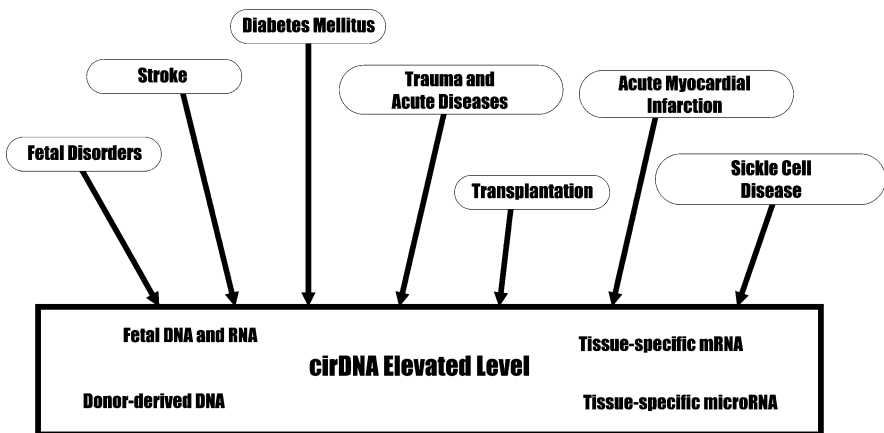 Diabetes Mellitus
Stroke
Trauma and
Acute Diseases
Acute Myocardial
Infarction
Fetal Disorders
Transplantation
Sickle Cell
Disease
Fetal DNA and RNA
cirDNA Elevated Level
Tissue-specific mRNA
Donor-derived DNA
Tissue-specific microRNA